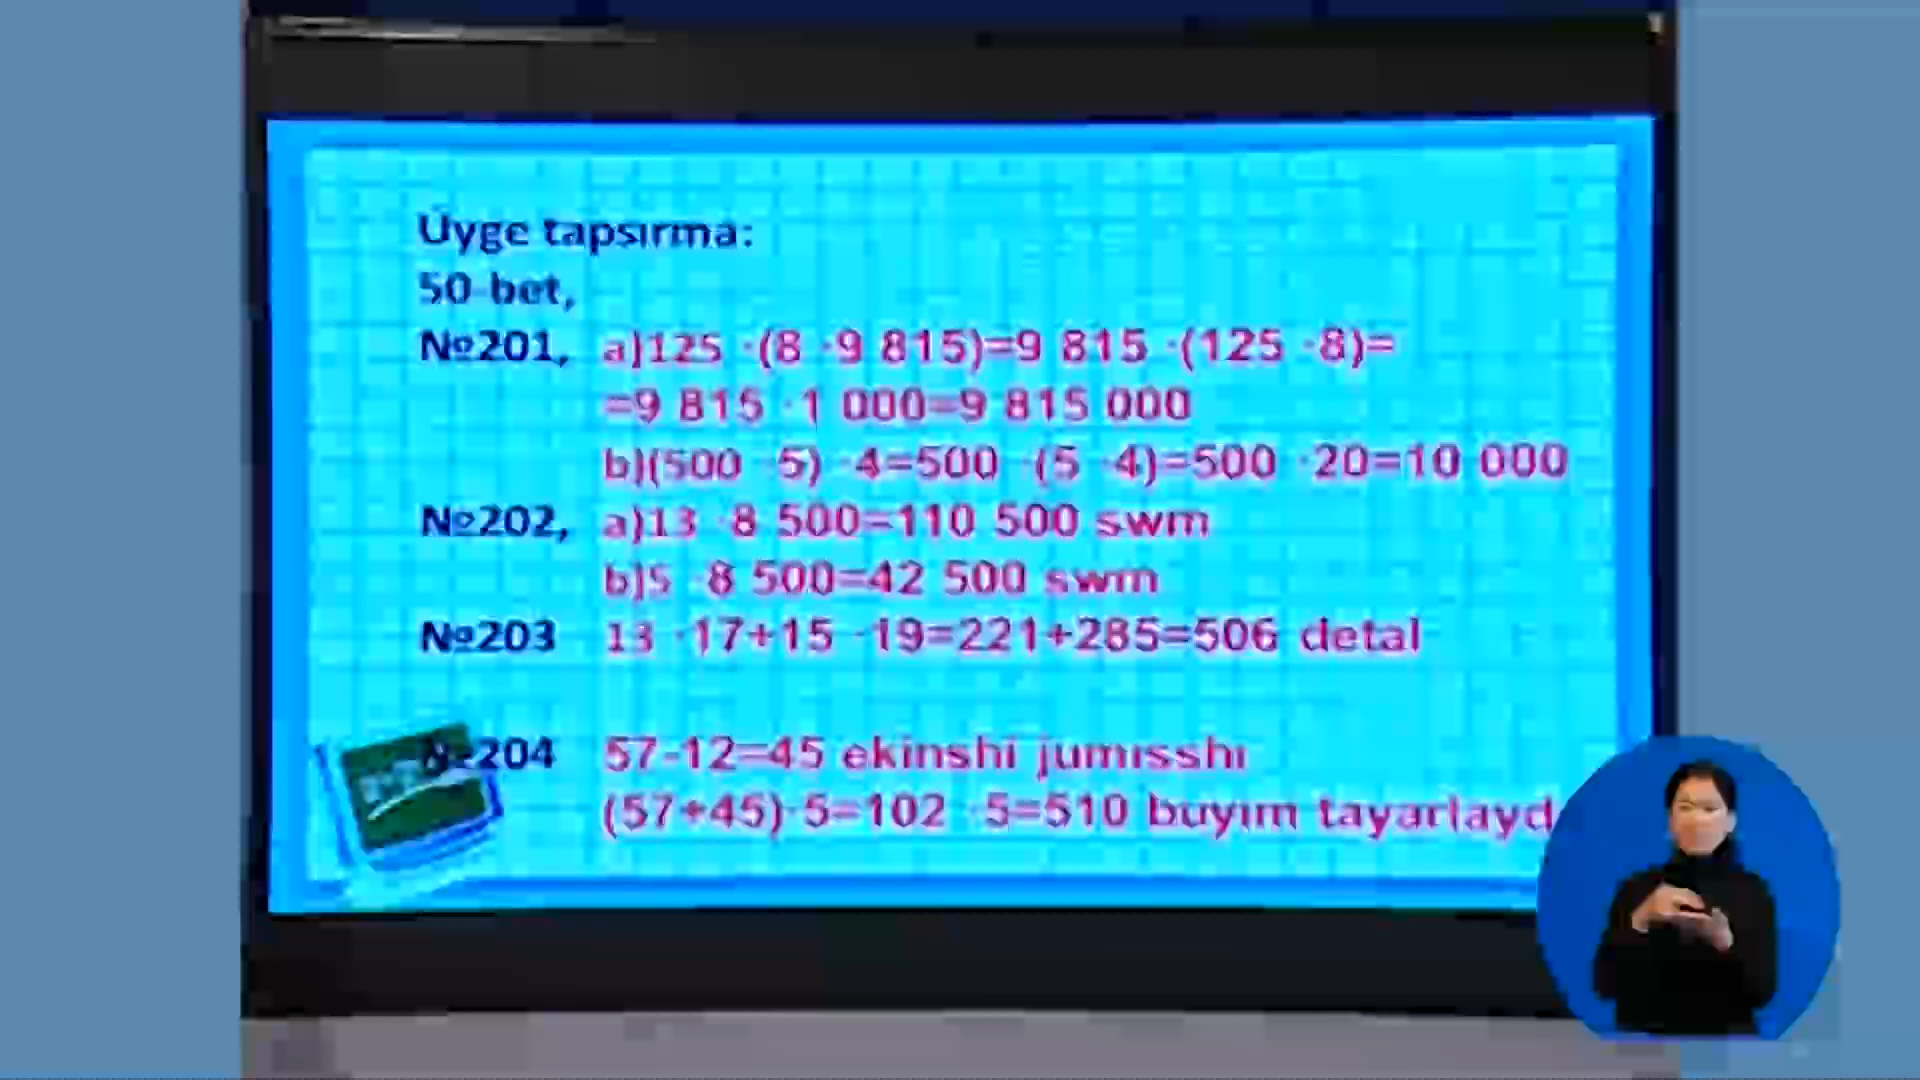 Úyge tapsırma:
50-bet,
№201, a)125 ·(8 ·9 815)=9 815 ·(125 ·8)=
=9 815 ·1 000=9 815 000
b)(500 ·5) ·4=500 ·(5 ·4)=500 ·20=10 000
№202, a)13 ·8 500=110 500 swm
b)5 ·8 500=42 500 swm
№203 13 ·17+15 ·19=221+285=506 detal
№204 57-12=45 ekinshi jumısshı
(57+45)·5=102 ·5=510 buyım tayarlayd